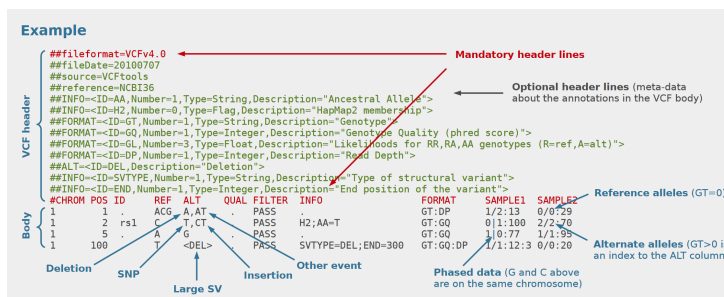 Example
VCF header
##fileformat=VCFv4.0
##fileDate=20100707
##source=VCFtools
##reference=NCBI36
##INFO=<ID=AA,Number=1,Type=String,Description="Ancestral Allele">
##INFO=<ID=H2,Number=0,Type=Flag,Description="HapMap2 membership">
##FORMAT=<ID=GT,Number=1,Type=String,Description="Genotype">
##FORMAT=<ID=GQ,Number=1,Type=Integer,Description="Genotype Quality (phred score)">
##FORMAT=<ID=GL,Number=3,Type=Float,Description="Likelihoods for RR,RA,AA genotypes (R=ref,A=alt)">
##FORMAT=<ID=DP,Number=1,Type=Integer,Description="Read Depth">
##ALT=<ID=DEL,Description="Deletion">
##INFO=<ID=SVTYPE,Number=1,Type=String,Description="Type of structural variant">
##INFO=<ID=END,Number=1,Type=Integer,Description="End position of the variant">
Mandatory header lines
Optional header lines (meta-data
about the annotations in the VCF body)
Body
#CHROM POS ID REF ALT QUAL FILTER INFO FORMAT SAMPLE1 SAMPLE2
1 1 . ACG A,AT . PASS . GT:DP 1/2:13 0/0:29
1 2 rs1 C T,CT . PASS H2;AA=T GT:GQ 0|1:100 2/2:70
1 5 . A G . PASS . GT:GQ 1|0:77 1/1:95
1 100 T <DEL> . PASS SVTYPE=DEL;END=300 GT:GQ:DP 1/1:12:3 0/0:20
Reference alleles (GT=0)
Alternate alleles (GT>0 is
an index to the ALT column
Phased data (G and C above
are on the same chromosome)
Deletion
SNP
Large SV
Insertion
Other event